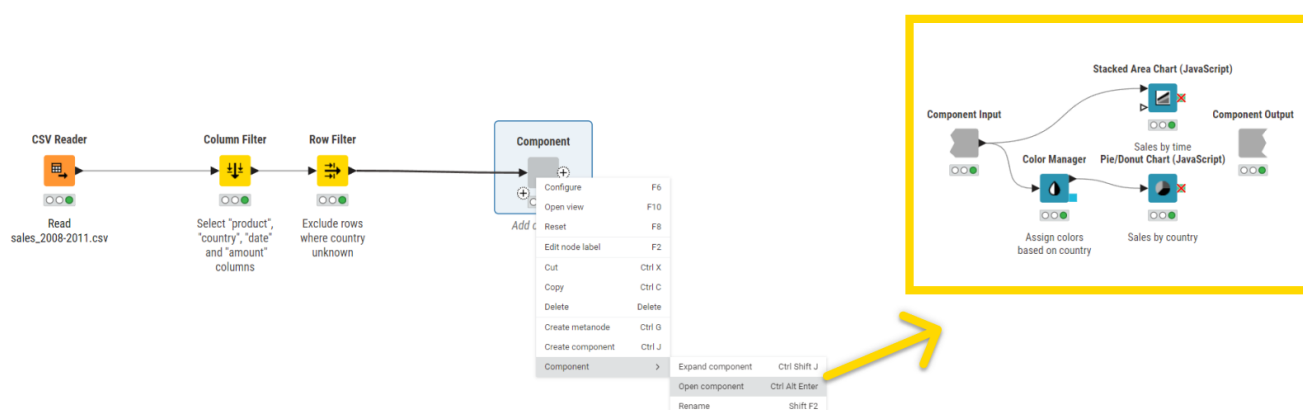 CSV Reader
Read
sales_2008-2011.csv
Column Filter
Select "product",
"country", "date"
and "amount"
columns
Row Filter
Exclude rows
where country
unknown
Component
Configure F6
Open view F10
Reset F8
Edit node label F2
Cut Ctrl X
Copy Ctrl C
Delete Delete
Create metanode Ctrl G
Create component Ctrl J
Component >
Expand component Ctrl Shift J
Open component Ctrl Alt Enter
Rename Shift F2
Component Input
Stacked Area Chart (JavaScript)
Sales by time
Color Manager
Assign colors
based on country
Pie/Donut Chart (JavaScript)
Sales by country
Component Output